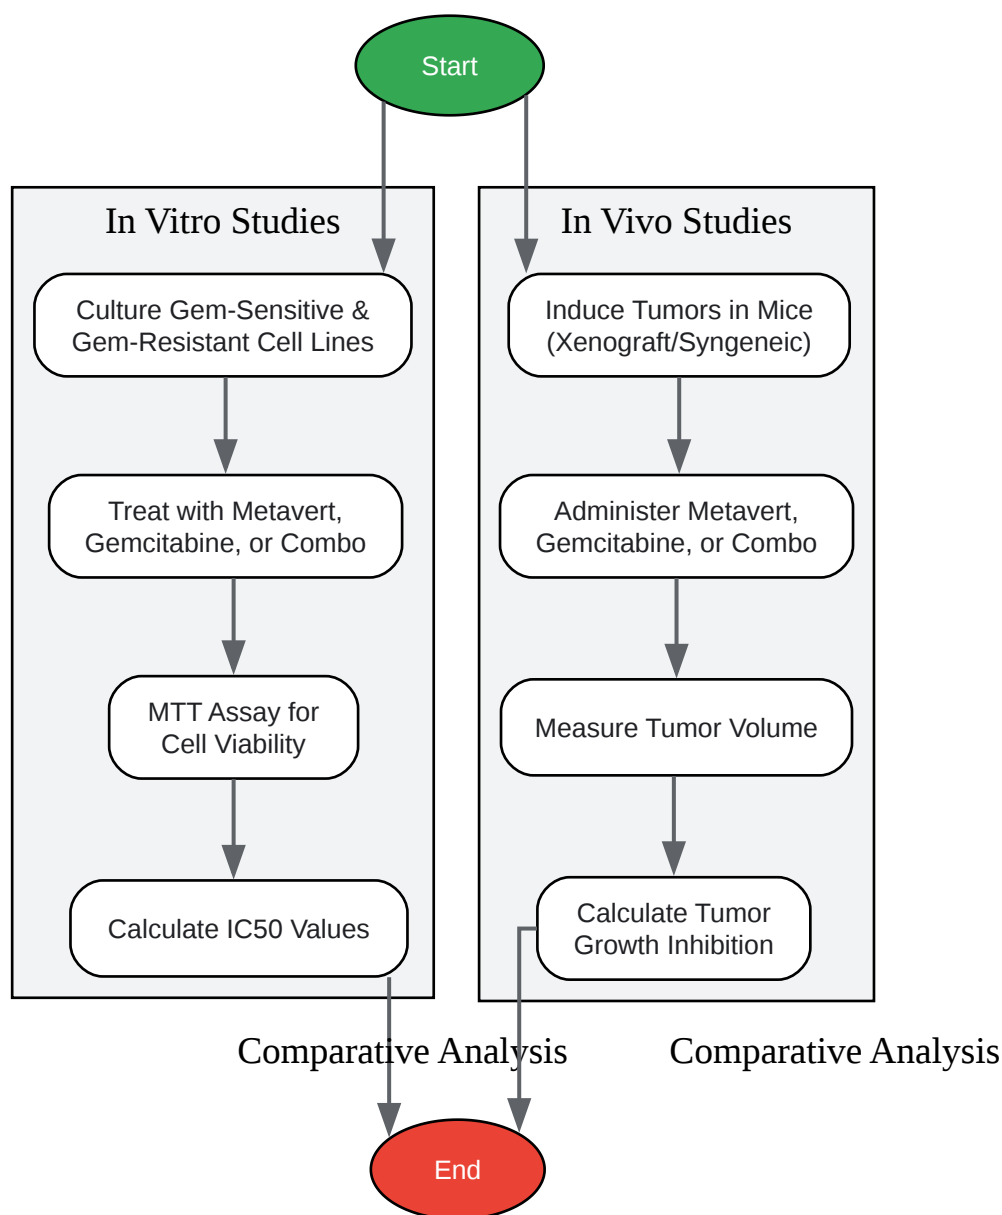 Start
In Vitro Studies
Culture Gem-Sensitive &
Gem-Resistant Cell Lines
Treat with Metavert,
Gemcitabine, or Combo
MTT Assay for
Cell Viability
Calculate IC50 Values
In Vivo Studies
Induce Tumors in Mice
(Xenograft/Syngeneic)
Administer Metavert,
Gemcitabine, or Combo
Measure Tumor Volume
Calculate Tumor
Growth Inhibition
Comparative Analysis
Comparative Analysis
End